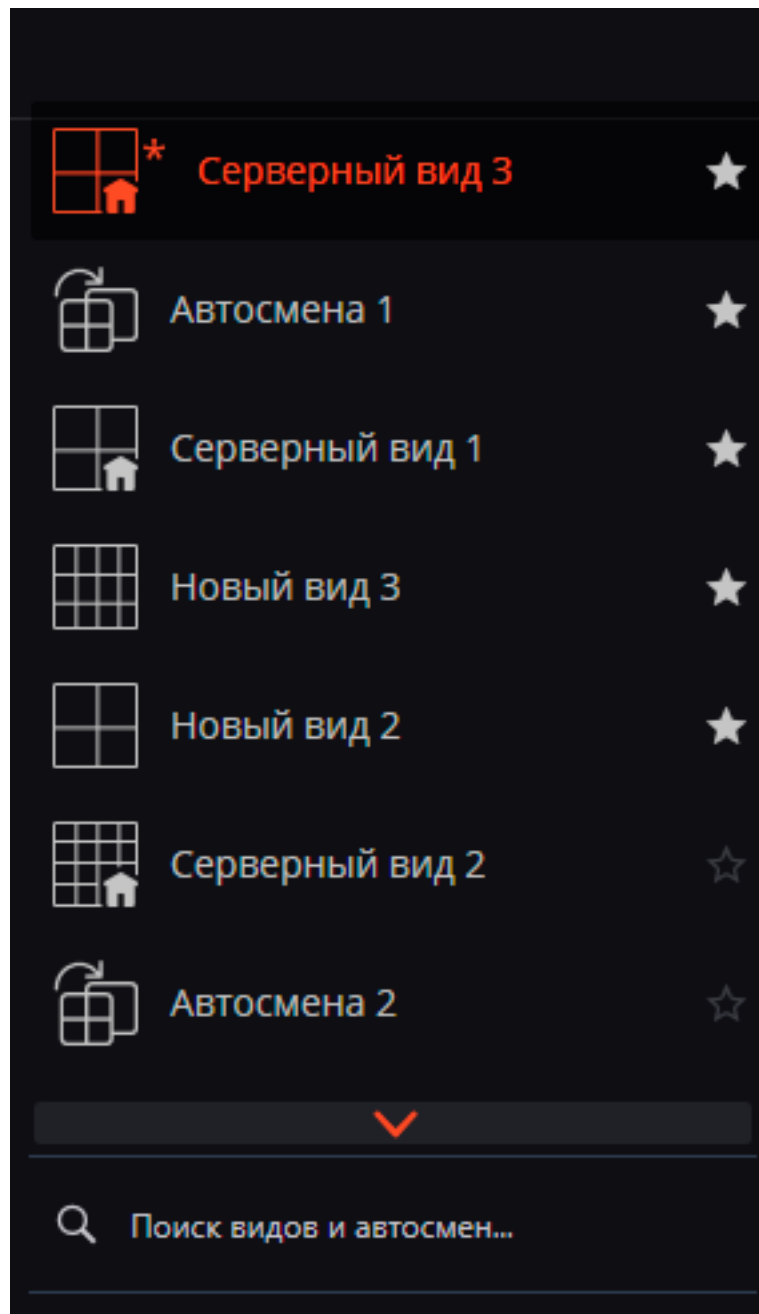 * Серверный вид 3
Автосмена 1
Серверный вид 1
Новый вид 3
Новый вид 2
Серверный вид 2
Автосмена 2
Поиск видов и автосмен...